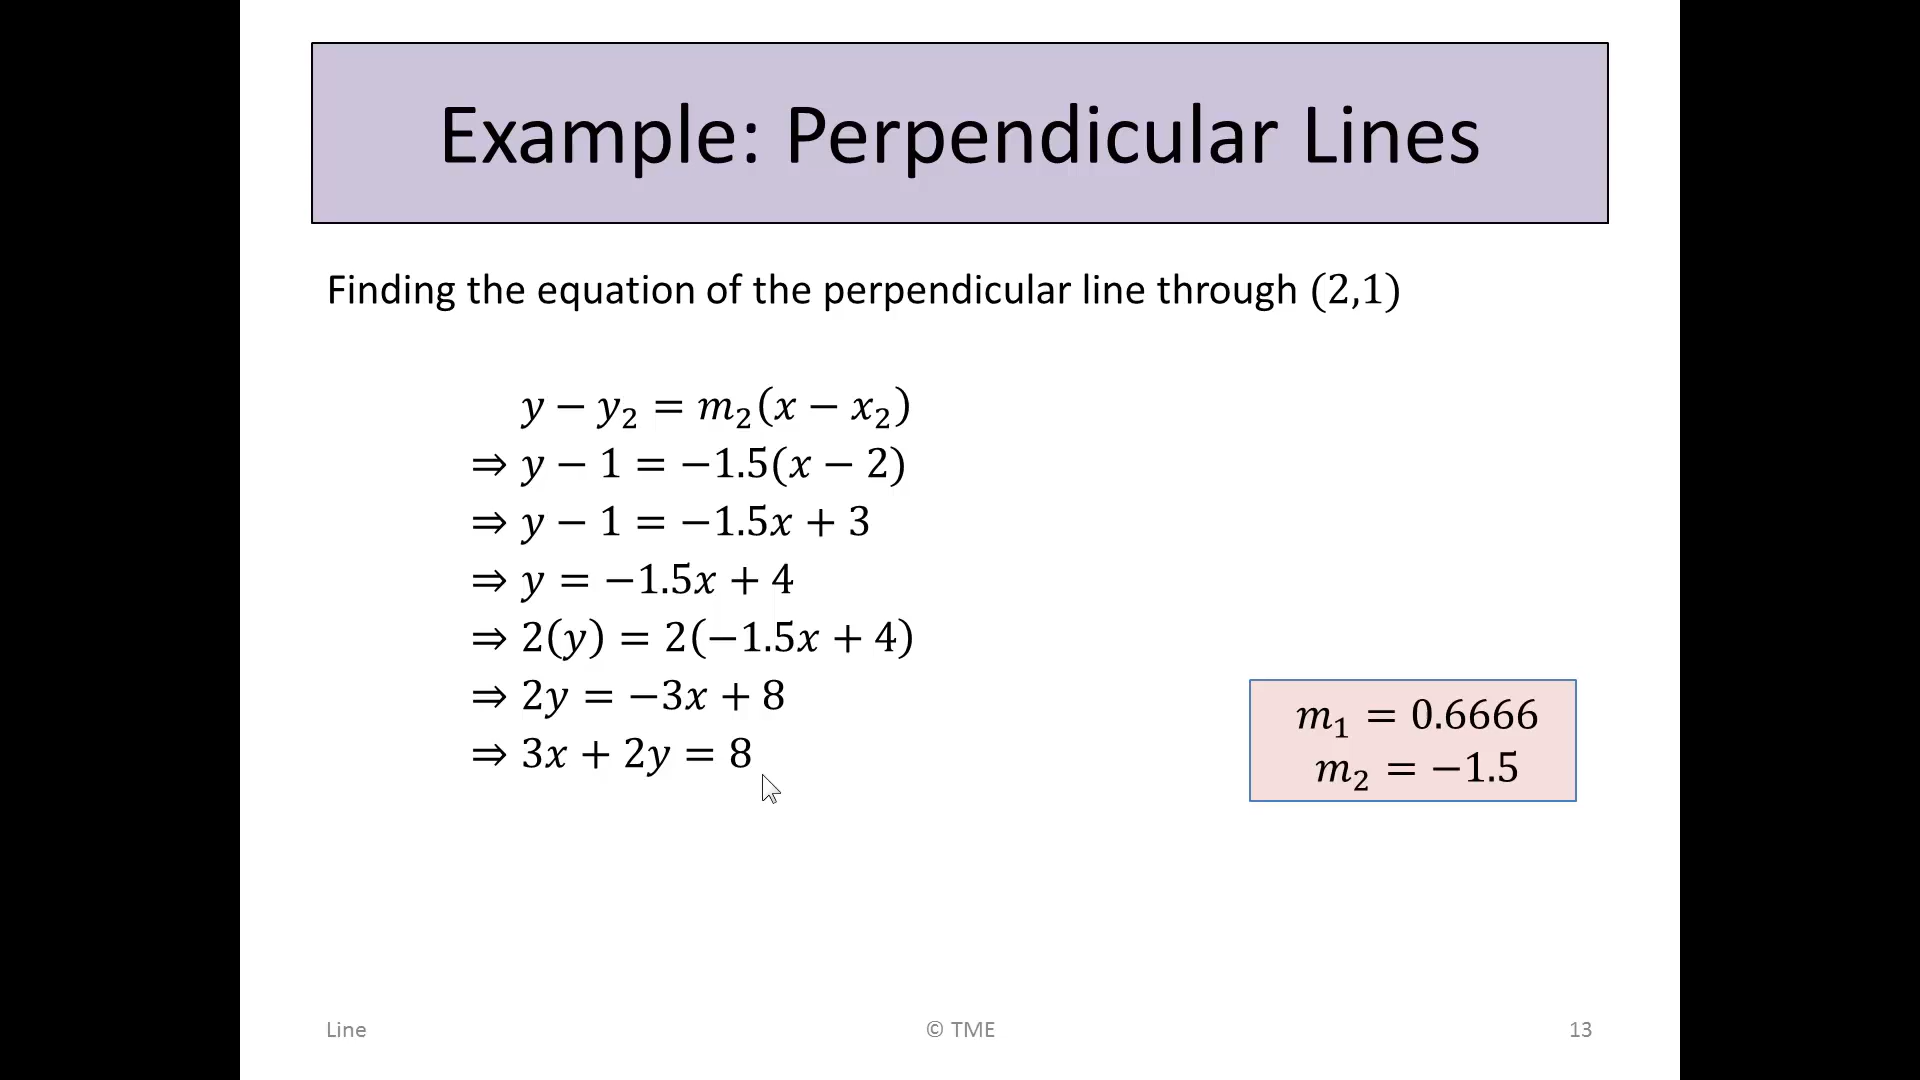 Example: Perpendicular Lines
Finding the equation of the perpendicular line through (2,1)
y − y₂ = m₂(x − x₂)
⇒ y − 1 = −1.5(x − 2)
⇒ y − 1 = −1.5x + 3
⇒ y = −1.5x + 4
⇒ 2(y) = 2(−1.5x + 4)
⇒ 2y = −3x + 8
⇒ 3x + 2y = 8
m₁ = 0.6666
m₂ = −1.5
Line
© TME
13